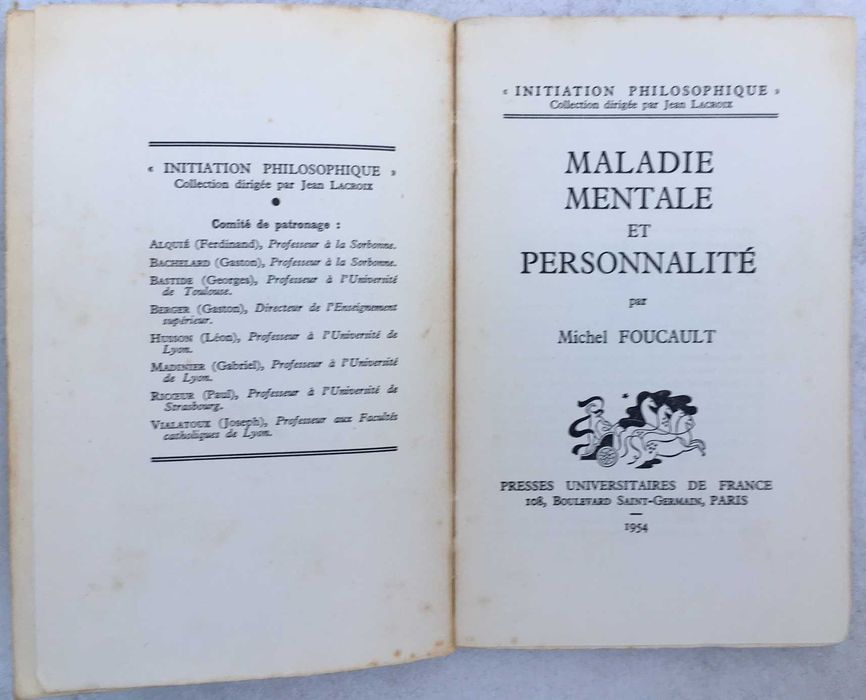 « INITIATION PHILOSOPHIQUE »
Collection dirigée par Jean LACROIX
Comité de patronage :
ALQUIÉ (Ferdinand), Professeur à la Sorbonne.
BACHELARD (Gaston), Professeur à la Sorbonne.
BASTIDE (Georges), Professeur à l'Université
de Toulouse.
BERGER (Gaston), Directeur de l'Enseignement
supérieur.
HUSSON (Léon), Professeur à l'Université de
Lyon.
MADINIER (Gabriel), Professeur à l'Université
de Lyon.
RICŒUR (Paul), Professeur à l'Université de
Strasbourg.
VIALATOUX (Joseph), Professeur aux Facultés
catholiques de Lyon.
« INITIATION PHILOSOPHIQUE »
Collection dirigée par Jean LACROIX
MALADIE
MENTALE
ET
PERSONNALITÉ
par
Michel FOUCAULT
PRESSES UNIVERSITAIRES DE FRANCE
108, BOULEVARD SAINT-GERMAIN, PARIS
1954